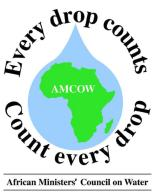 Every drop counts
AMCOW
Count every drop
African Ministers' Council on Water